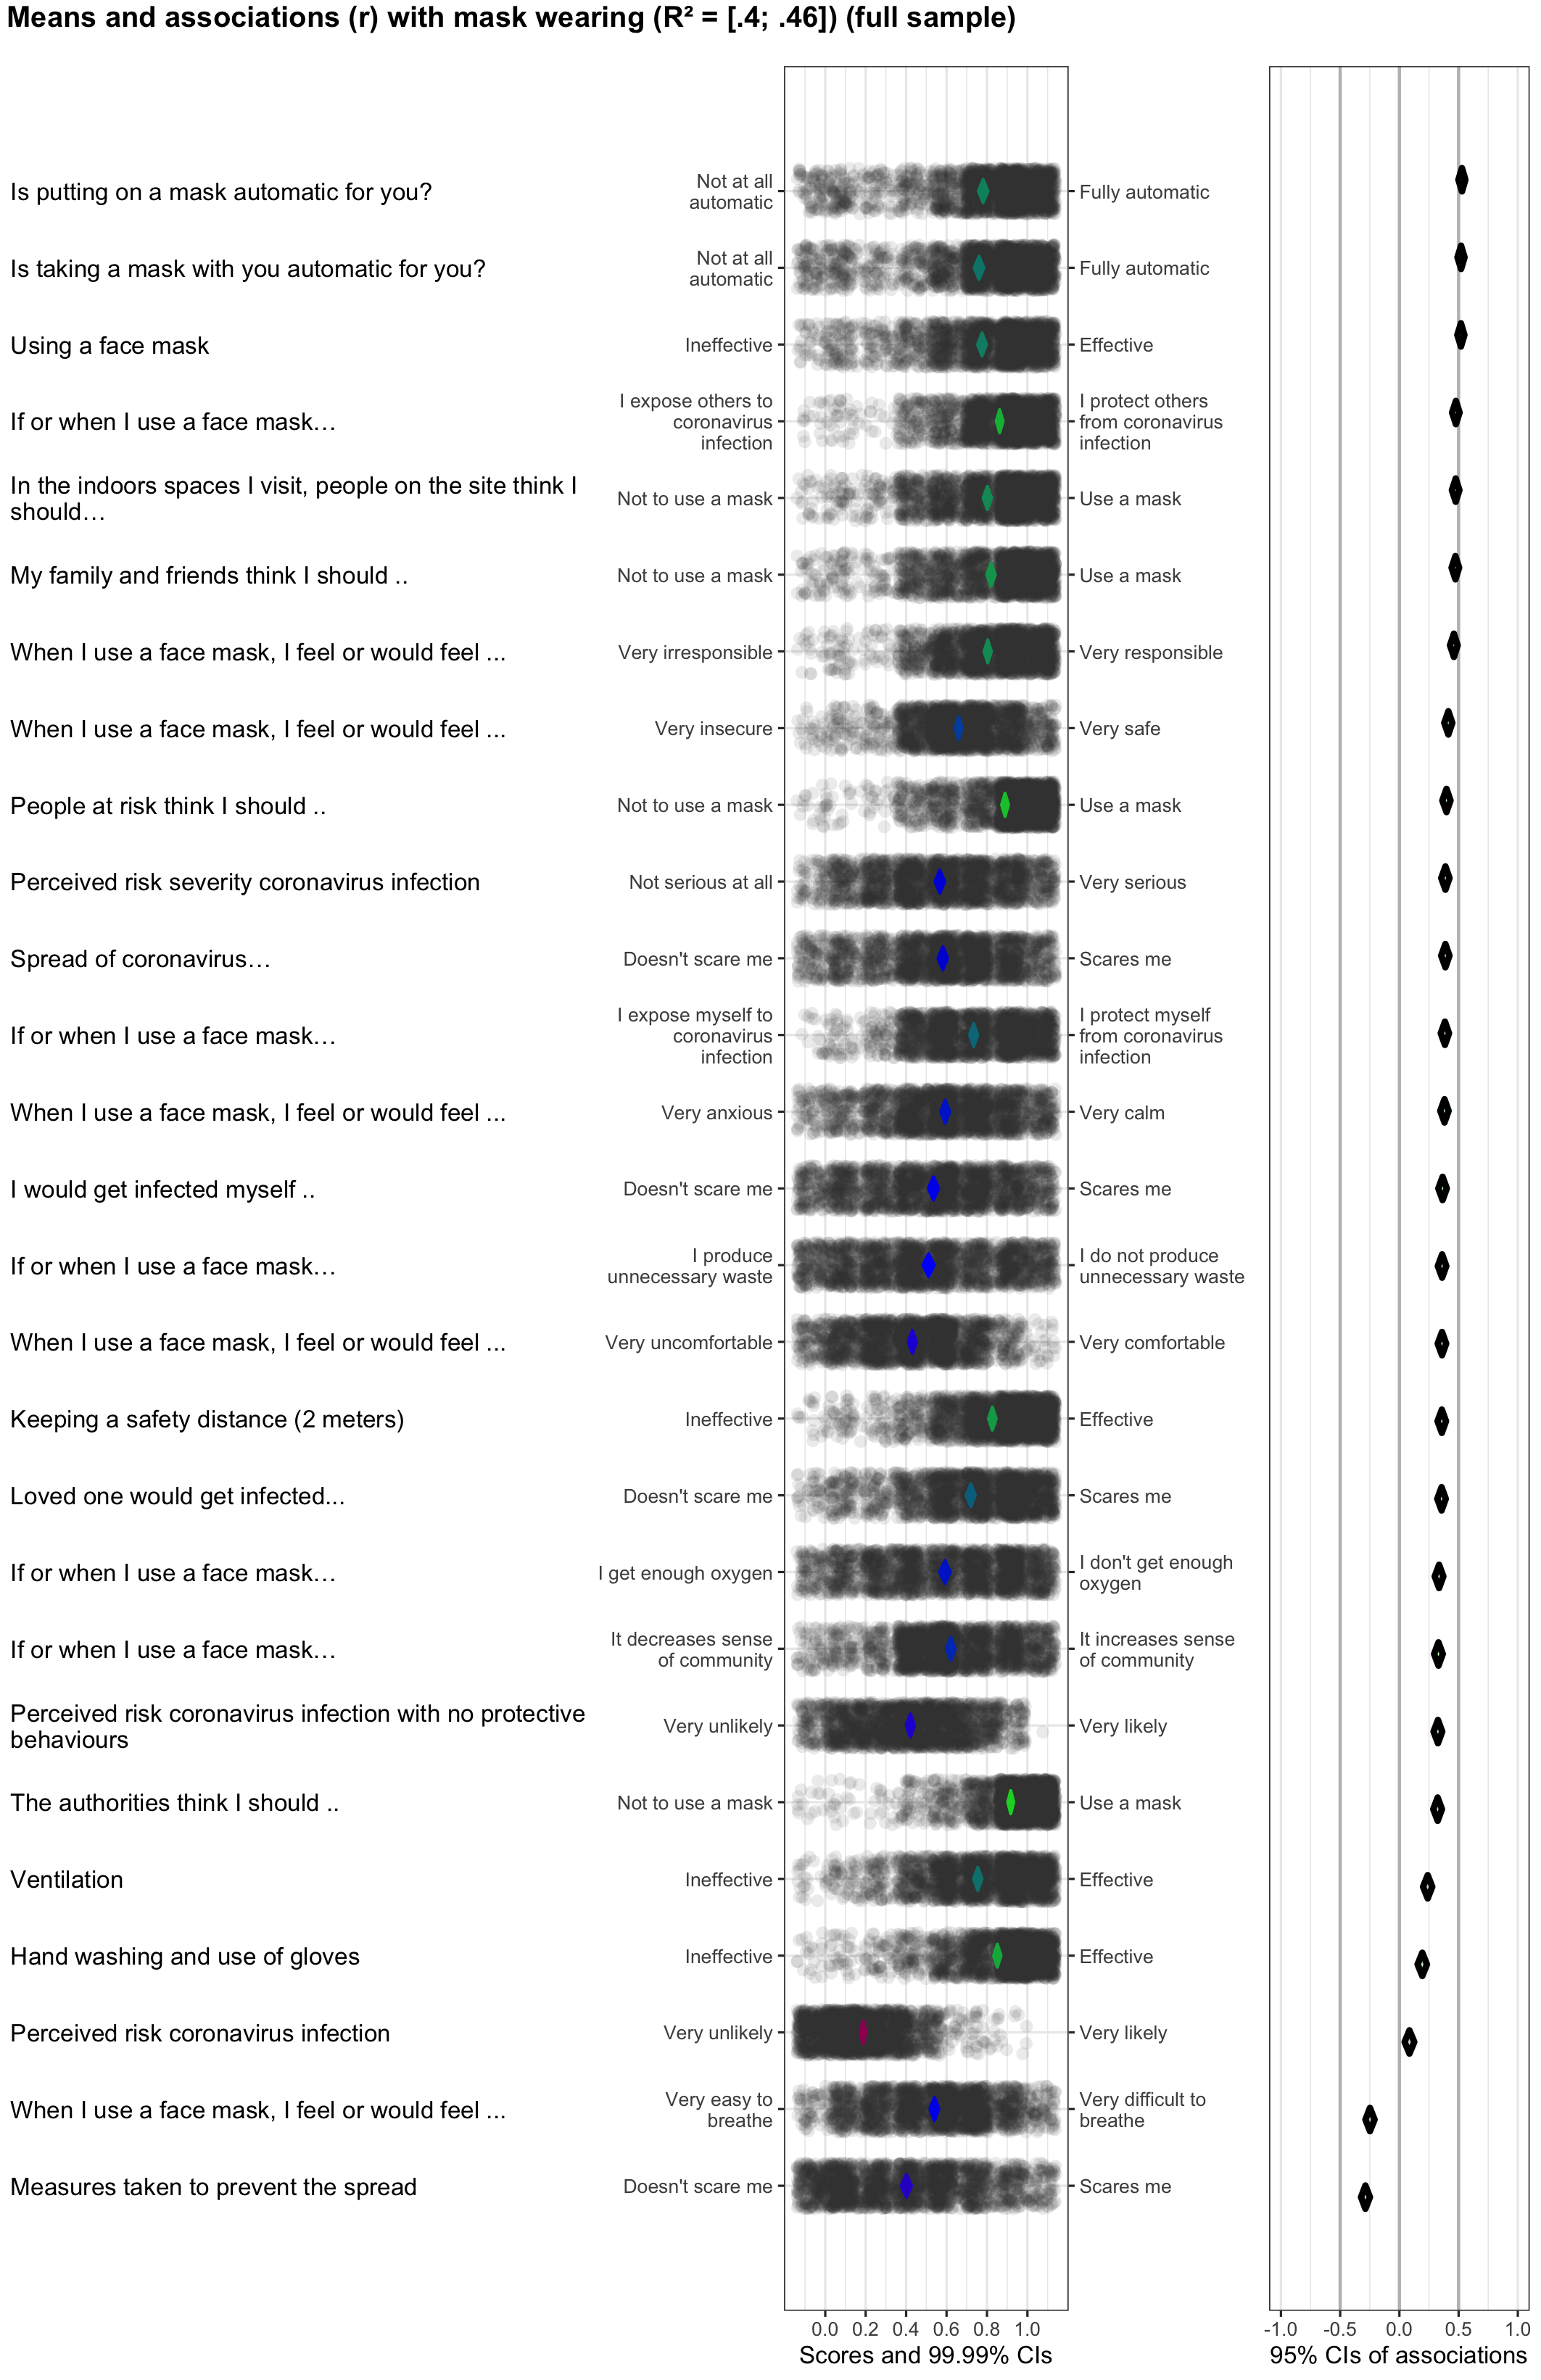 Means and associations (r) with mask wearing (R² = [.4; .46]) (full sample)
Is putting on a mask automatic for you?
Not at all
automatic
Fully automatic
Is taking a mask with you automatic for you?
Not at all
automatic
Fully automatic
Using a face mask
Ineffective
Effective
If or when I use a face mask…
I expose others to
coronavirus
infection
I protect others
from coronavirus
infection
In the indoors spaces I visit, people on the site think I
should…
Not to use a mask
Use a mask
My family and friends think I should ..
Not to use a mask
Use a mask
When I use a face mask, I feel or would feel ...
Very irresponsible
Very responsible
When I use a face mask, I feel or would feel ...
Very insecure
Very safe
People at risk think I should ..
Not to use a mask
Use a mask
Perceived risk severity coronavirus infection
Not serious at all
Very serious
Spread of coronavirus…
Doesn't scare me
Scares me
If or when I use a face mask…
I expose myself to
coronavirus
infection
I protect myself
from coronavirus
infection
When I use a face mask, I feel or would feel ...
Very anxious
Very calm
I would get infected myself ..
Doesn't scare me
Scares me
If or when I use a face mask…
I produce
unnecessary waste
I do not produce
unnecessary waste
When I use a face mask, I feel or would feel ...
Very uncomfortable
Very comfortable
Keeping a safety distance (2 meters)
Ineffective
Effective
Loved one would get infected...
Doesn't scare me
Scares me
If or when I use a face mask…
I get enough oxygen
I don't get enough
oxygen
If or when I use a face mask…
It decreases sense
of community
It increases sense
of community
Perceived risk coronavirus infection with no protective
behaviours
Very unlikely
Very likely
The authorities think I should ..
Not to use a mask
Use a mask
Ventilation
Ineffective
Effective
Hand washing and use of gloves
Ineffective
Effective
Perceived risk coronavirus infection
Very unlikely
Very likely
When I use a face mask, I feel or would feel ...
Very easy to
breathe
Very difficult to
breathe
Measures taken to prevent the spread
Doesn't scare me
Scares me
0.0 0.2 0.4 0.6 0.8 1.0
Scores and 99.99% CIs
-1.0 -0.5 0.0 0.5 1.0
95% CIs of associations